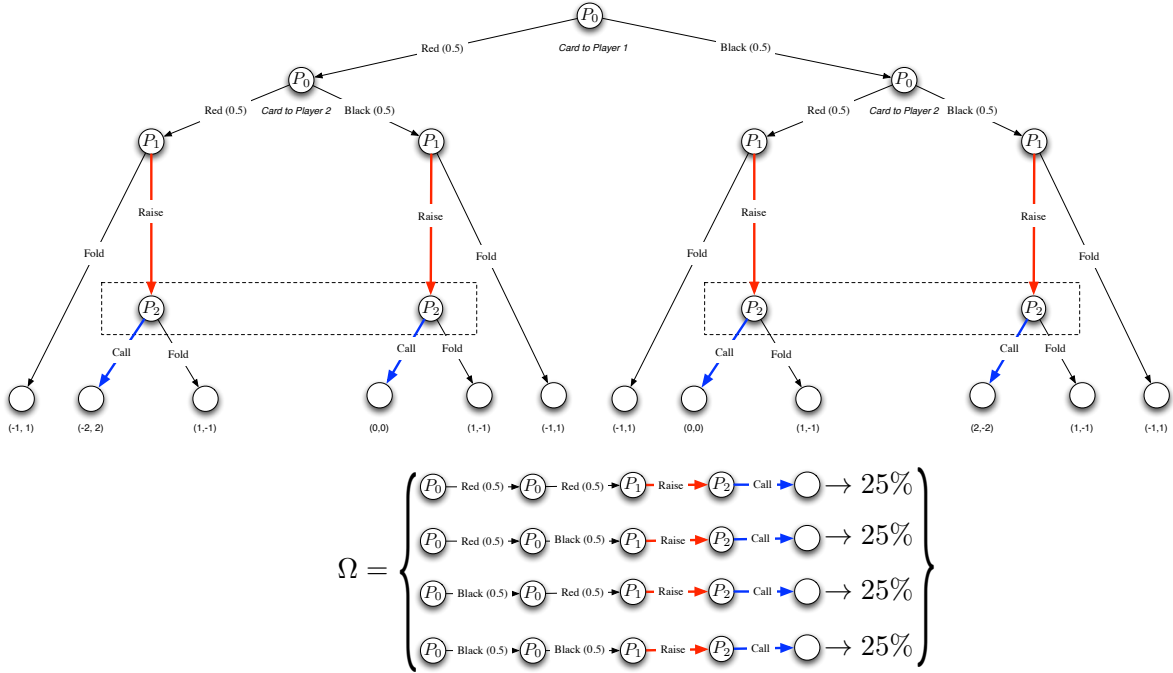 P₀
Card to Player 1
Red (0.5) Black (0.5)
P₀ P₀
Red (0.5) Card to Player 2 Black (0.5) Red (0.5) Card to Player 2 Black (0.5)
P₁ P₁ P₁ P₁
Raise Raise Raise Raise
Fold Fold Fold Fold
P₂ P₂ P₂ P₂
Call Fold Call Fold Call Fold Call Fold
(-1, 1) (-2, 2) (1,-1) (0,0) (1,-1) (-1,1) (-1,1) (0,0) (1,-1) (2,-2) (1,-1) (-1,1)
P₀ Red (0.5) P₀ Red (0.5) P₁ Raise P₂ Call → 25%
P₀ Red (0.5) P₀ Black (0.5) P₁ Raise P₂ Call → 25%
Ω =
P₀ Black (0.5) P₀ Red (0.5) P₁ Raise P₂ Call → 25%
P₀ Black (0.5) P₀ Black (0.5) P₁ Raise P₂ Call → 25%